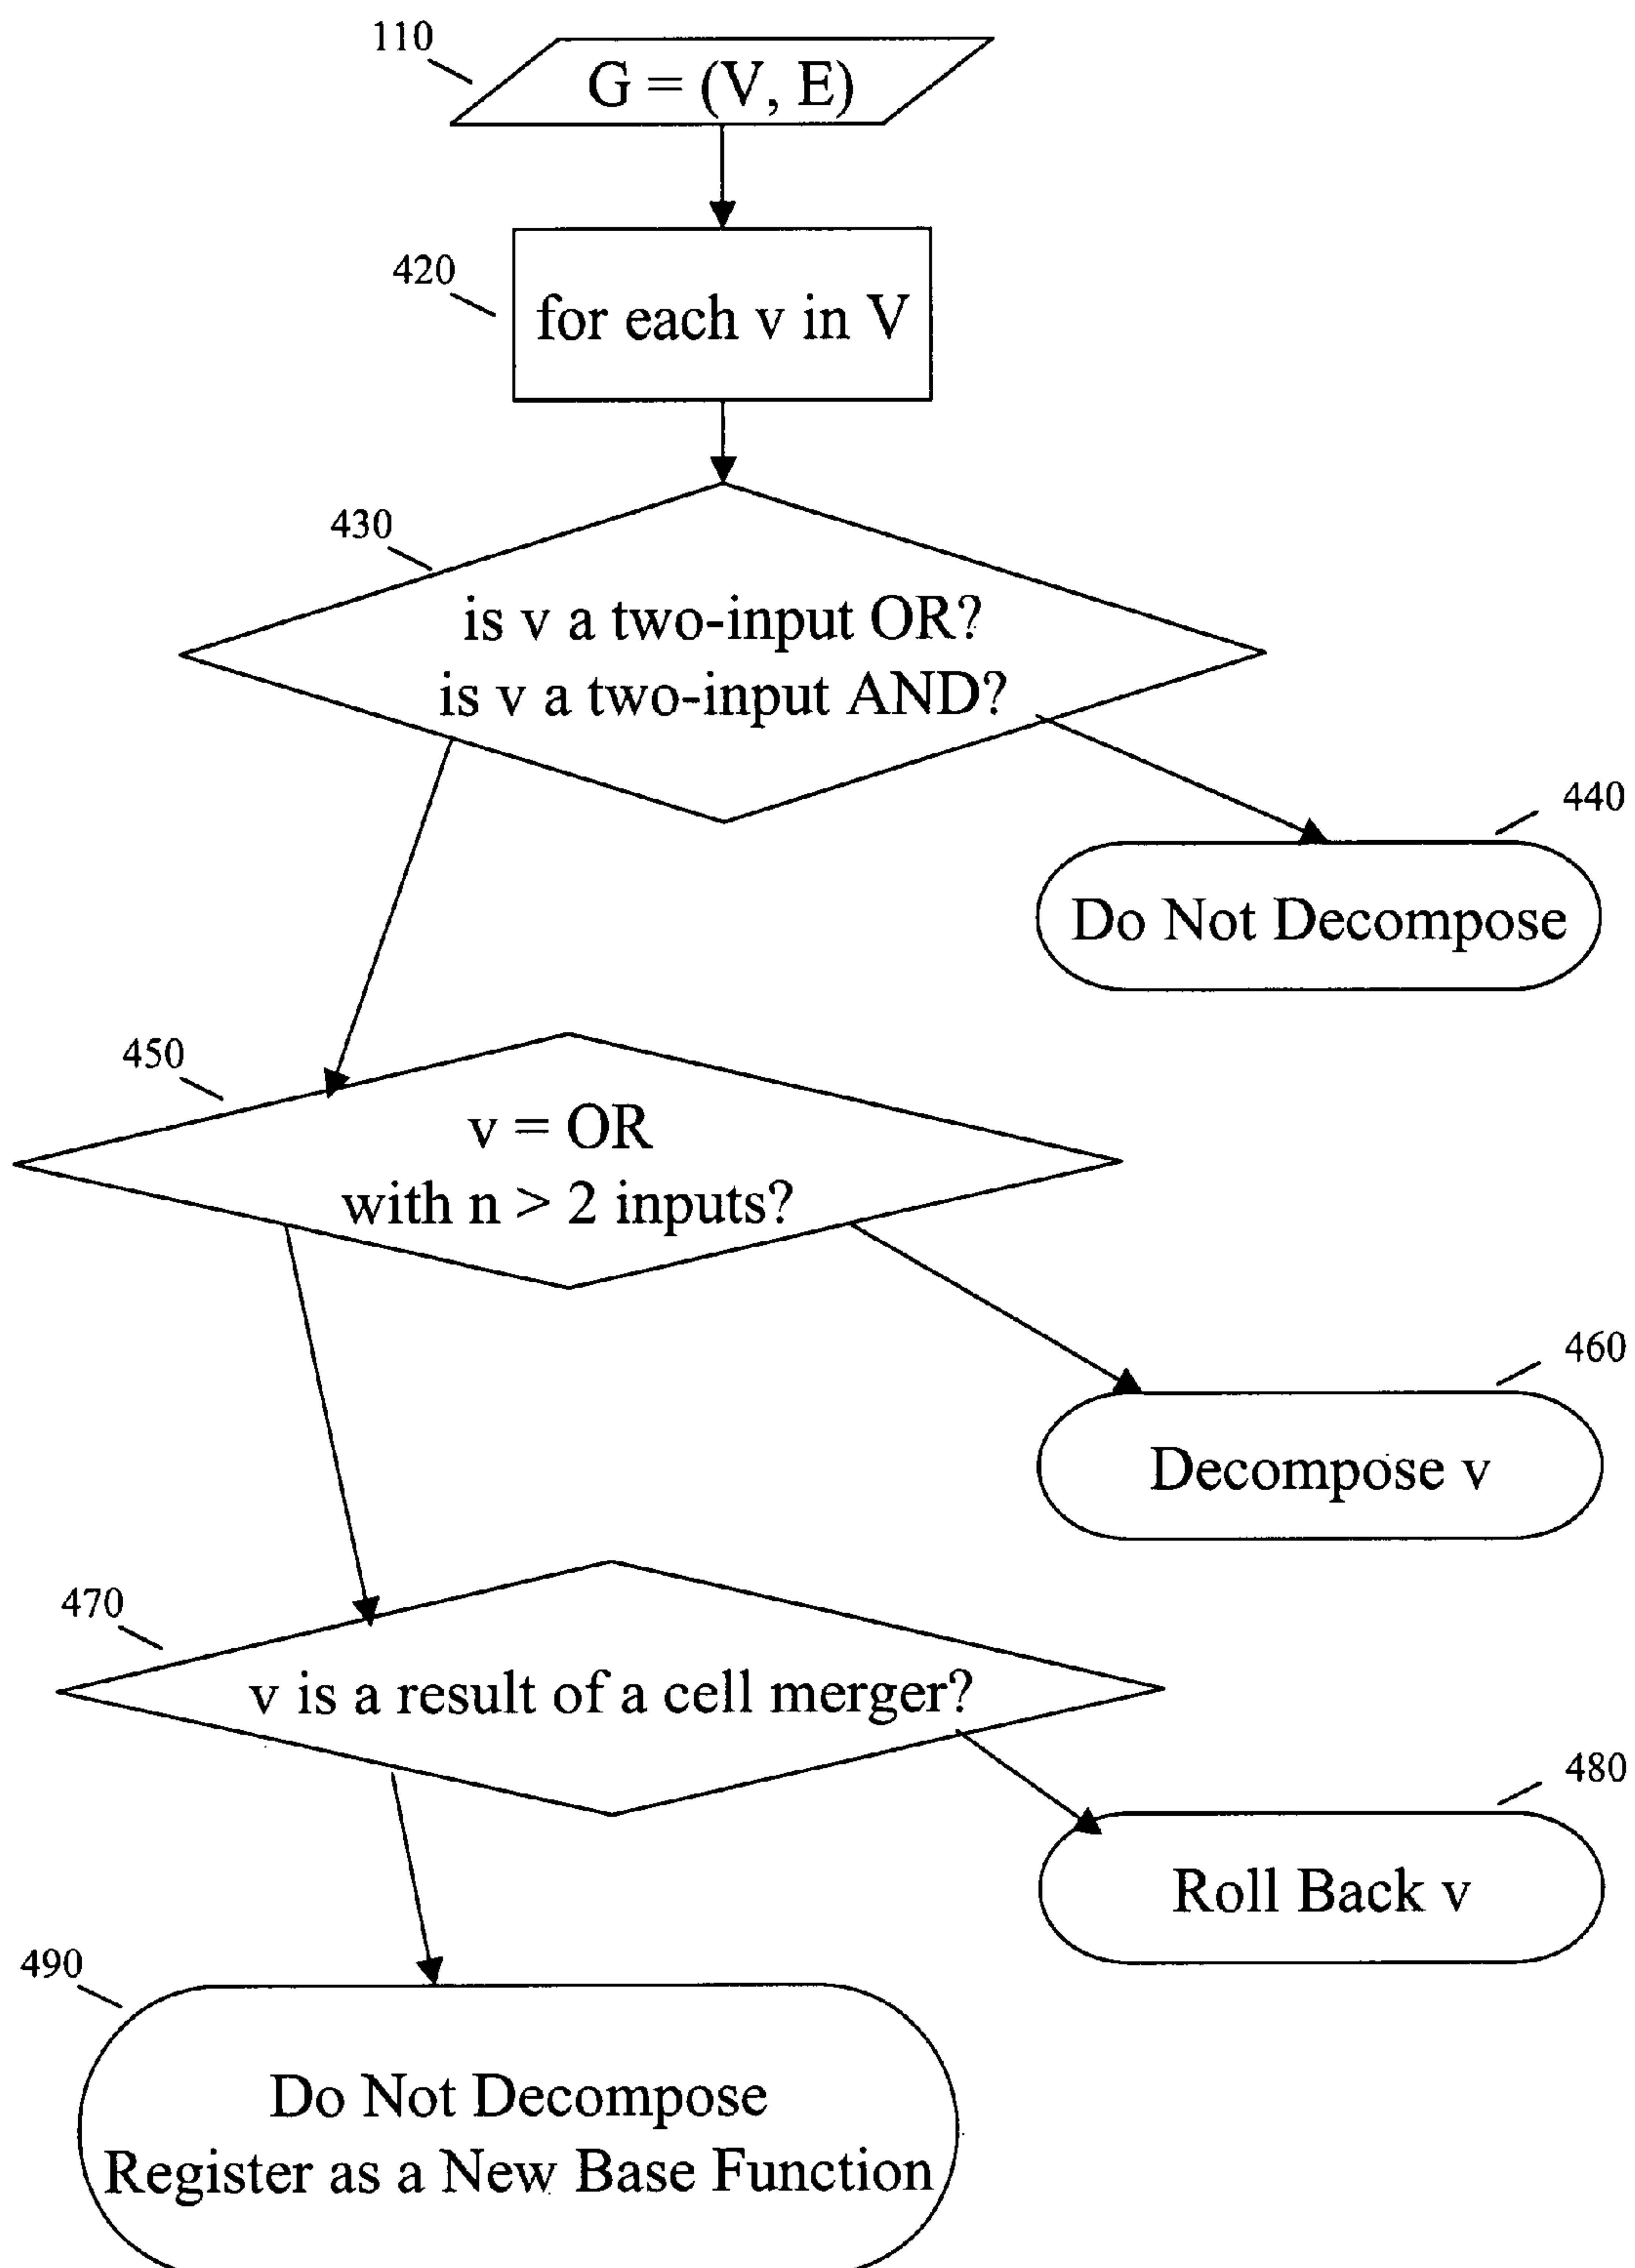 110
G = (V, E)
420
for each v in V
430
is v a two-input OR?
is v a two-input AND?
440
Do Not Decompose
450
v = OR
with n > 2 inputs?
460
Decompose v
470
v is a result of a cell merger?
480
Roll Back v
490
Do Not Decompose
Register as a New Base Function